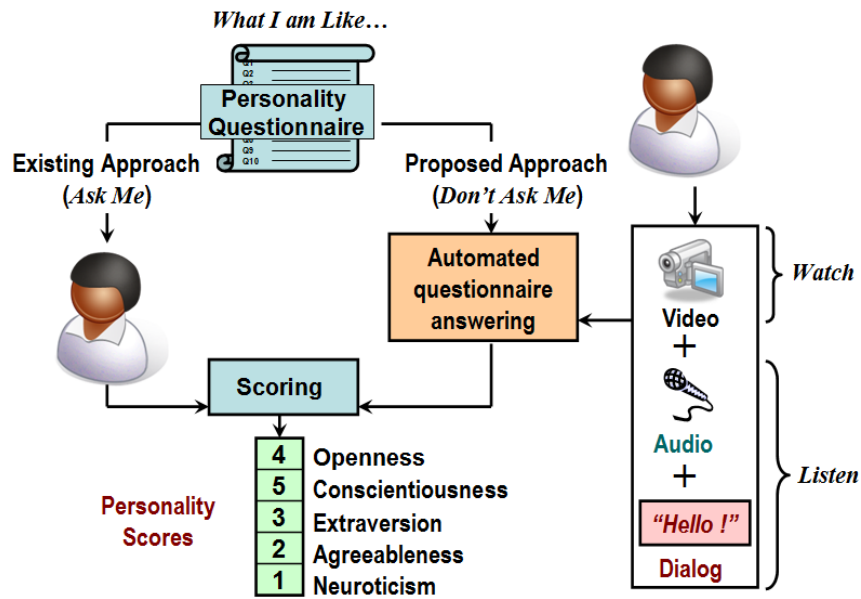 What I am Like…
Q1
Q2
Personality
Questionnaire
Q9
Q10
Existing Approach
(Ask Me)
Proposed Approach
(Don't Ask Me)
Automated
questionnaire
answering
Video
+
Audio
+
"Hello !"
Dialog
Watch
Listen
Scoring
Personality
Scores
4 Openness
5 Conscientiousness
3 Extraversion
2 Agreeableness
1 Neuroticism